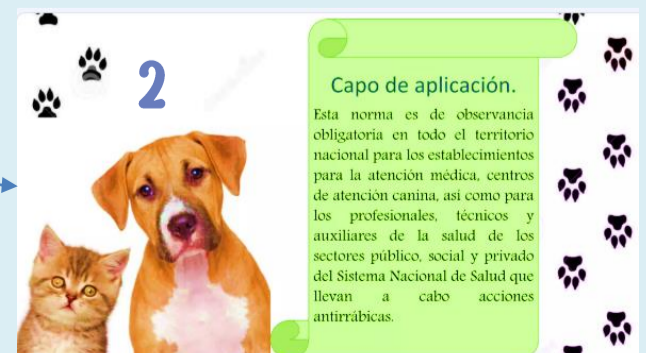 2
Capo de aplicación.
Esta norma es de observancia
obligatoria en todo el territorio
nacional para los establecimientos
para la atención médica, centros
de atención canina, así como para
los profesionales, técnicos y
auxiliares de la salud de los
sectores público, social y privado
del Sistema Nacional de Salud que
llevan a cabo acciones
antirrábicas.